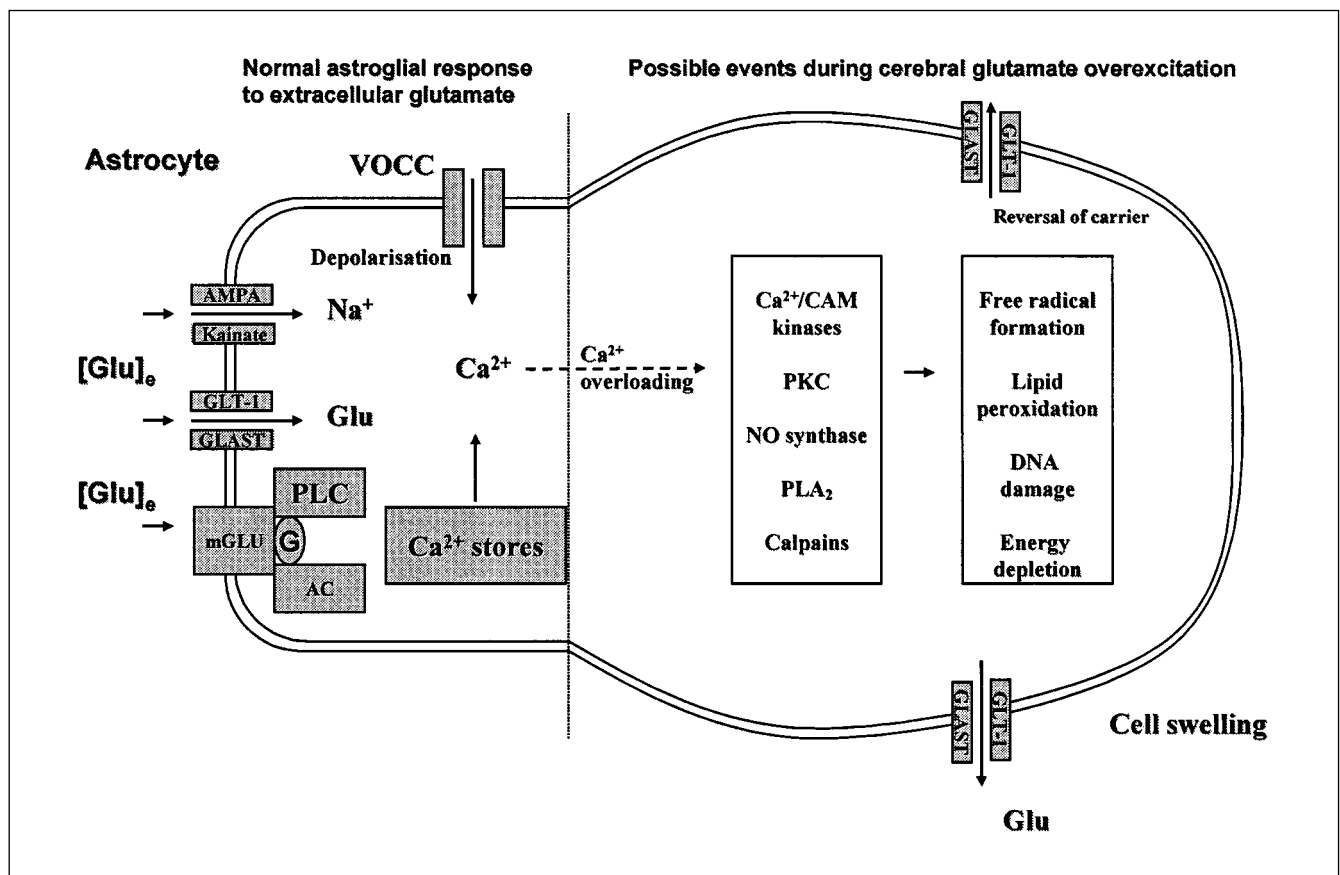 Normal astroglial response
to extracellular glutamate
Possible events during cerebral glutamate overexcitation
Astrocyte
VOCC
GLAST
GLT-1
Reversal of carrier
Depolarisation
AMPA
Na⁺
Kainate
[Glu]ₑ
GLT-1
Glu
GLAST
[Glu]ₑ
PLC
mGLU
G
AC
Ca²⁺
Ca²⁺ stores
Ca²⁺
overloading
Ca²⁺/CAM
kinases
PKC
NO synthase
PLA₂
Calpains
Free radical
formation
Lipid
peroxidation
DNA
damage
Energy
depletion
GLAST
GLT-1
Cell swelling
Glu